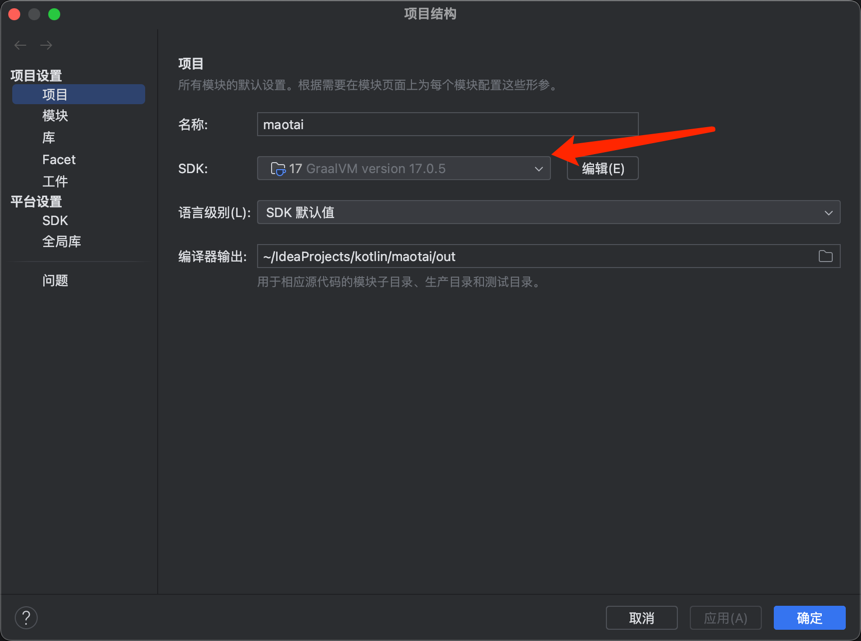 项目结构
项目设置
项目
模块
库
Facet
工件
平台设置
SDK
全局库
问题
项目
所有模块的默认设置。根据需要在模块页面上为每个模块配置这些形参。
名称: maotai
SDK: 17 GraalVM version 17.0.5 编辑(E)
语言级别(L): SDK 默认值
编译器输出: ~/IdeaProjects/kotlin/maotai/out
用于相应源代码的模块子目录、生产目录和测试目录。
? 取消 应用(A) 确定